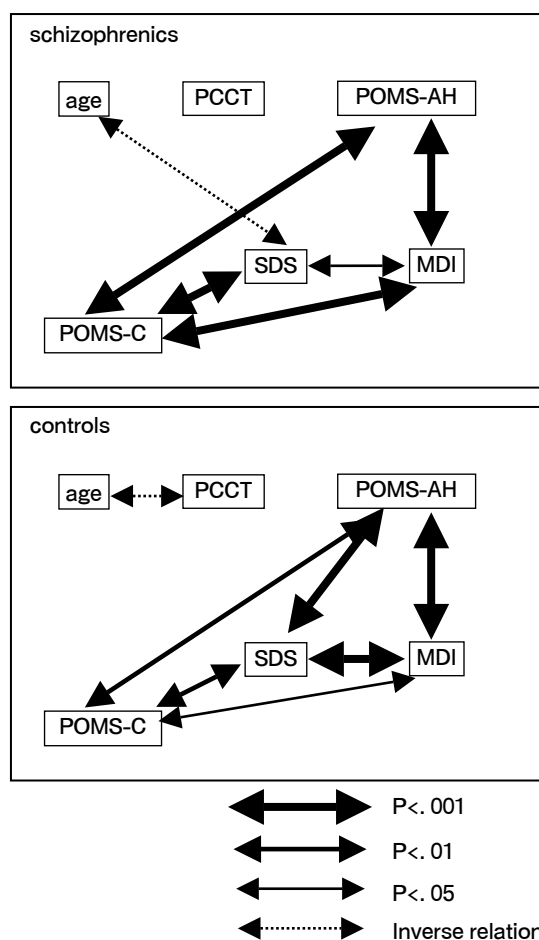 schizophrenics
age PCCT POMS-AH
SDS MDI
POMS-C
controls
age PCCT POMS-AH
SDS MDI
POMS-C
P<. 001
P<. 01
P<. 05
Inverse relation